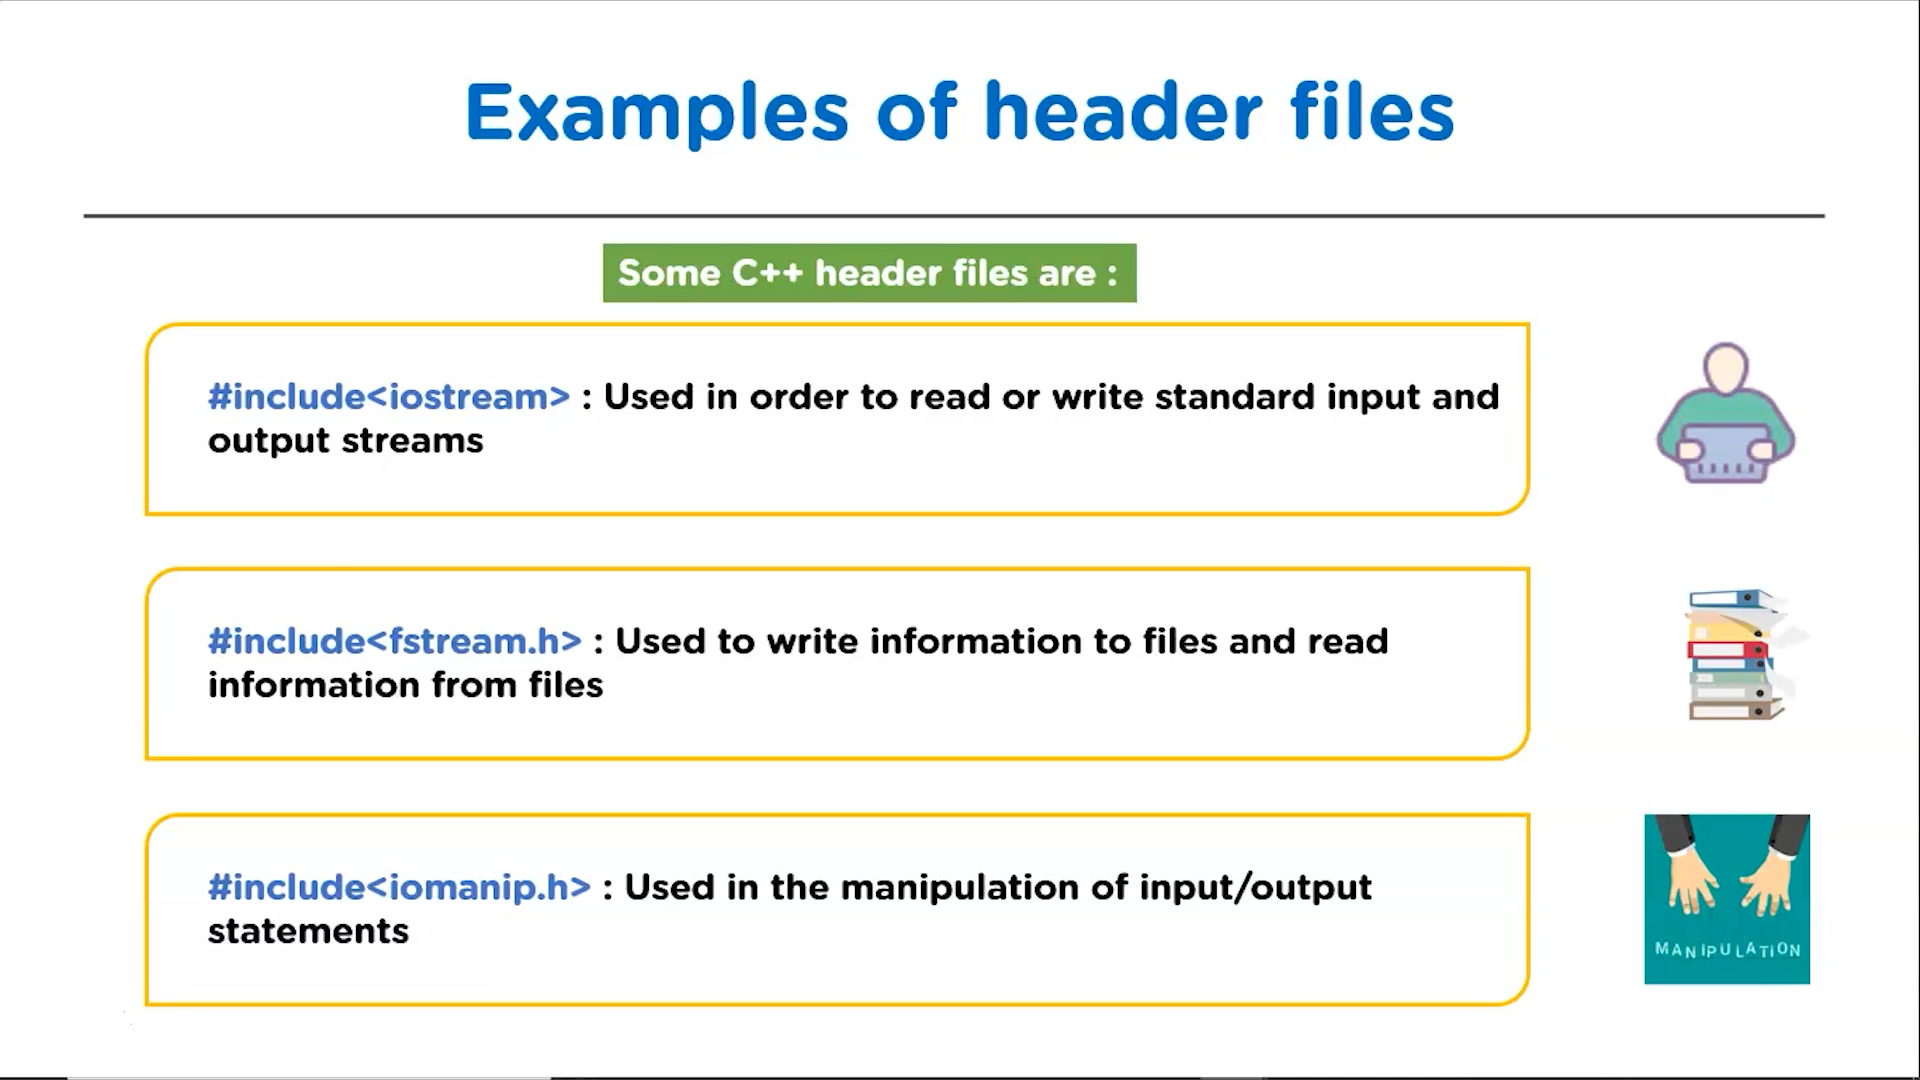 Examples of header files
Some C++ header files are :
#include<iostream> : Used in order to read or write standard input and
output streams
#include<fstream.h> : Used to write information to files and read
information from files
#include<iomanip.h> : Used in the manipulation of input/output
statements
MANIPULATION